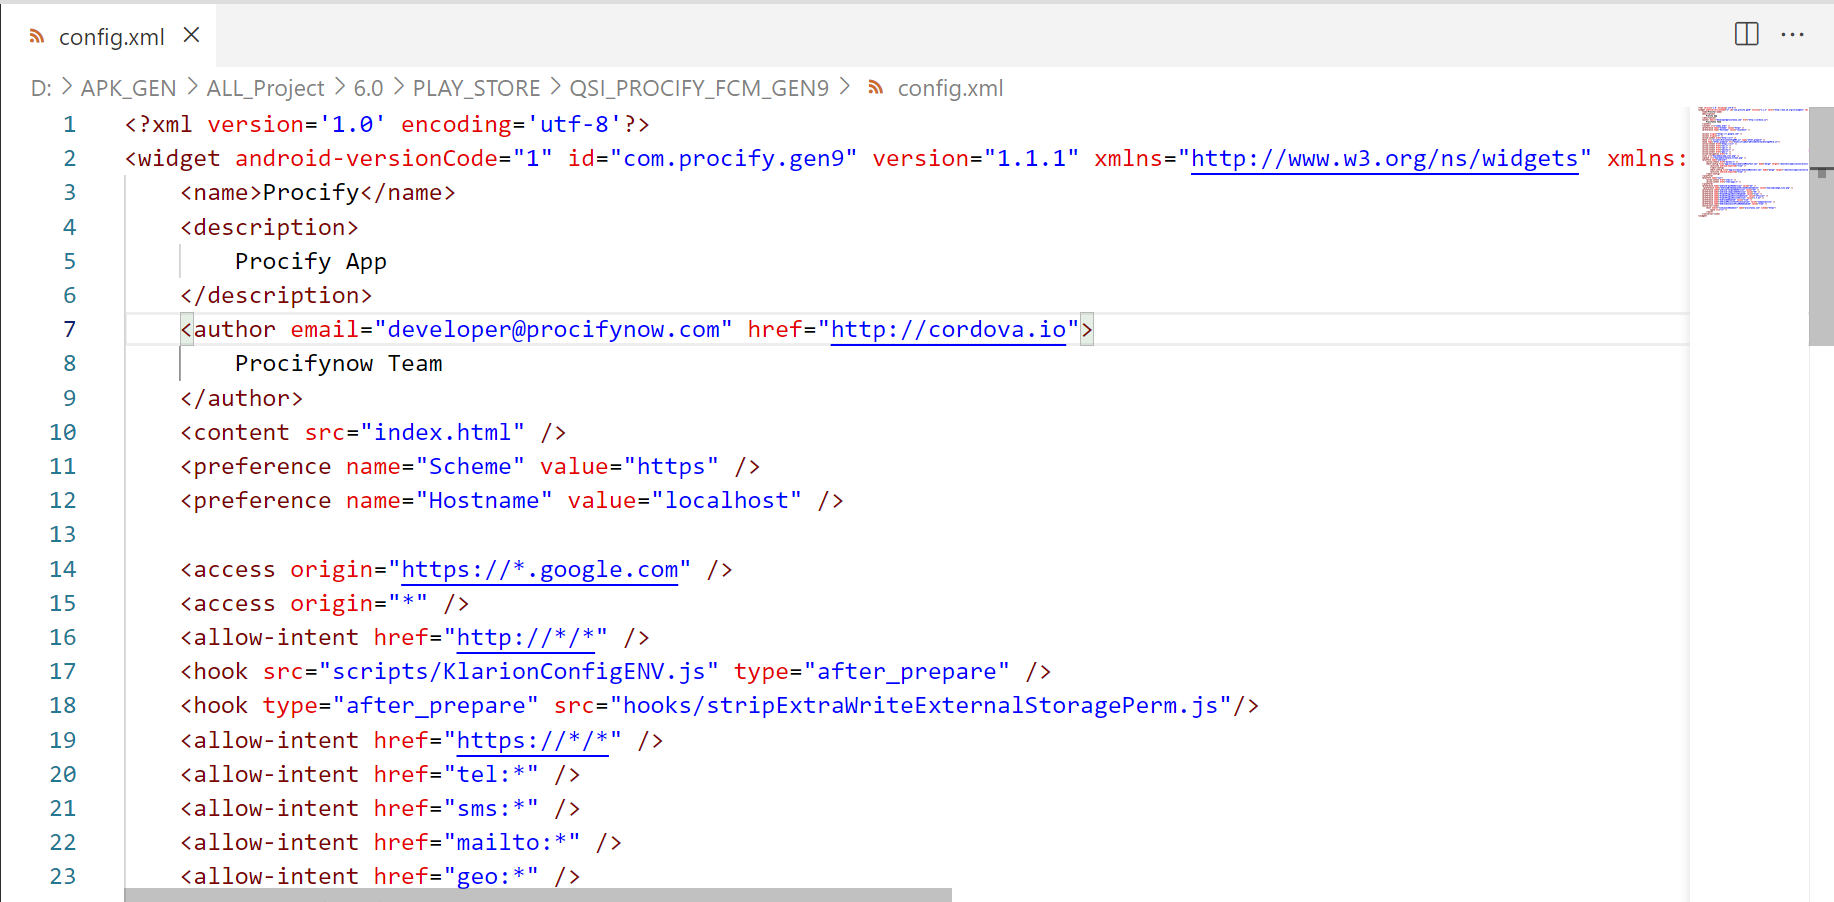 config.xml
D: > APK_GEN > ALL_Project > 6.0 > PLAY_STORE > QSI_PROCIFY_FCM_GEN9 > config.xml
1 <?xml version='1.0' encoding='utf-8'?>
2 <widget android-versionCode="1" id="com.procify.gen9" version="1.1.1" xmlns="http://www.w3.org/ns/widgets" xmlns:
3 <name>Procify</name>
4 <description>
5 Procify App
6 </description>
7 <author email="developer@procifynow.com" href="http://cordova.io">
8 Procifynow Team
9 </author>
10 <content src="index.html" />
11 <preference name="Scheme" value="https" />
12 <preference name="Hostname" value="localhost" />
13
14 <access origin="https://*.google.com" />
15 <access origin="*" />
16 <allow-intent href="http://*/*" />
17 <hook src="scripts/KlarionConfigENV.js" type="after_prepare" />
18 <hook type="after_prepare" src="hooks/stripExtraWriteExternalStoragePerm.js"/>
19 <allow-intent href="https://*/*" />
20 <allow-intent href="tel:*" />
21 <allow-intent href="sms:*" />
22 <allow-intent href="mailto:*" />
23 <allow-intent href="geo:*" />